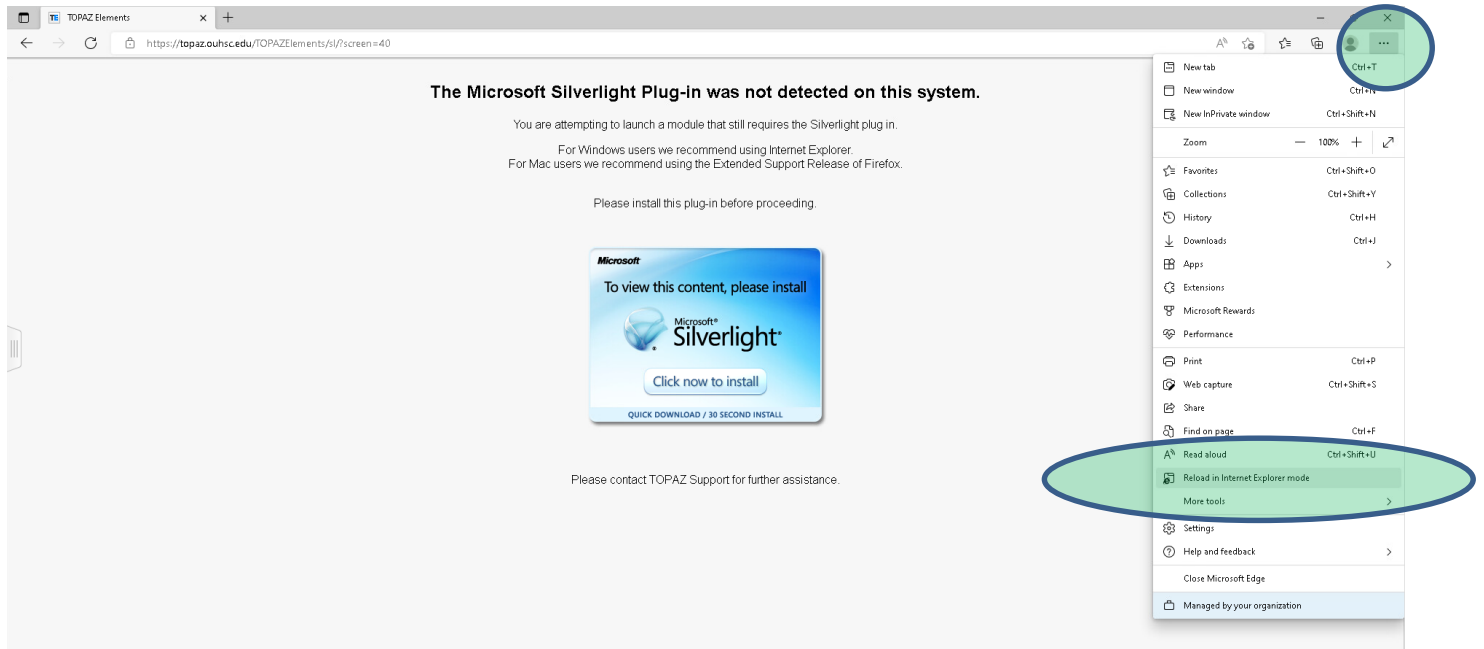 TE TOPAZ Elements
https://topaz.ouhsc.edu/TOPAZElements/sl/?screen=40
The Microsoft Silverlight Plug-in was not detected on this system.
You are attempting to launch a module that still requires the Silverlight plug in.
For Windows users we recommend using Internet Explorer.
For Mac users we recommend using the Extended Support Release of Firefox.
Please install this plug-in before proceeding.
Microsoft
To view this content, please install
Microsoft®
Silverlight®
Click now to install
QUICK DOWNLOAD / 30 SECOND INSTALL
Please contact TOPAZ Support for further assistance.
New tab Ctrl+T
New window Ctrl+N
New InPrivate window Ctrl+Shift+N
Zoom 100%
Favorites Ctrl+Shift+O
Collections Ctrl+Shift+Y
History Ctrl+H
Downloads Ctrl+J
Apps
Extensions
Microsoft Rewards
Performance
Print Ctrl+P
Web capture Ctrl+Shift+S
Share
Find on page Ctrl+F
Read aloud Ctrl+Shift+U
Reload in Internet Explorer mode
More tools
Settings
Help and feedback
Close Microsoft Edge
Managed by your organization